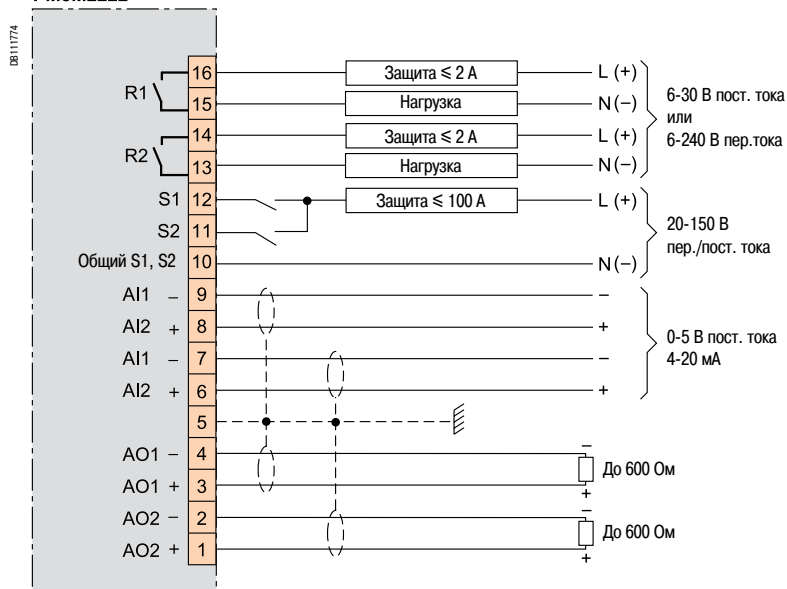 DB111774
R1
16
Защита ≤ 2 А
L (+)
15
Нагрузка
N (–)
6-30 В пост. тока
или
6-240 В пер.тока
R2
14
Защита ≤ 2 А
L (+)
13
Нагрузка
N (–)
S1
12
Защита ≤ 100 А
L (+)
S2
11
20-150 В
пер./пост. тока
Общий S1, S2
10
N (–)
AI1 –
9
–
AI2 +
8
+
AI1 –
7
–
AI2 +
6
+
0-5 В пост. тока
4-20 мА
5
AO1 –
4
–
До 600 Ом
AO1 +
3
+
AO2 –
2
–
До 600 Ом
AO2 +
1
+